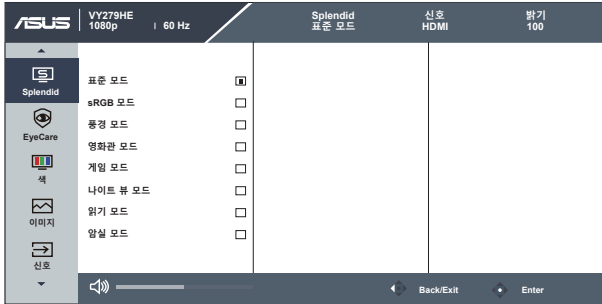 ASUS
VY279HE
1080p
60 Hz
Splendid
표준 모드
신호
HDMI
밝기
100
Splendid
EyeCare
색
이미지
신호
표준 모드
sRGB 모드
풍경 모드
영화관 모드
게임 모드
나이트 뷰 모드
읽기 모드
암실 모드
Back/Exit
Enter